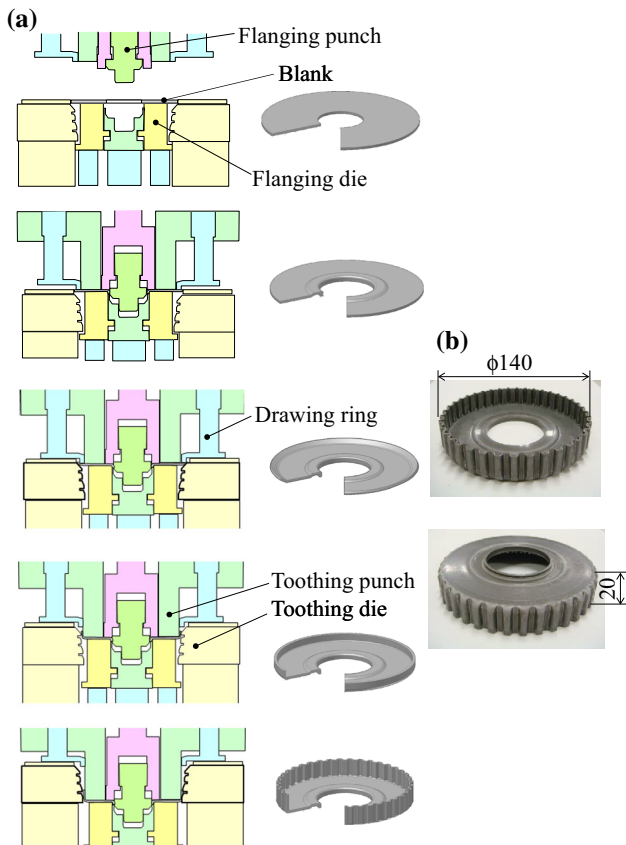 (a)
Flanging punch
Blank
Flanging die
(b)
ϕ140
Drawing ring
Toothing punch
Toothing die
20